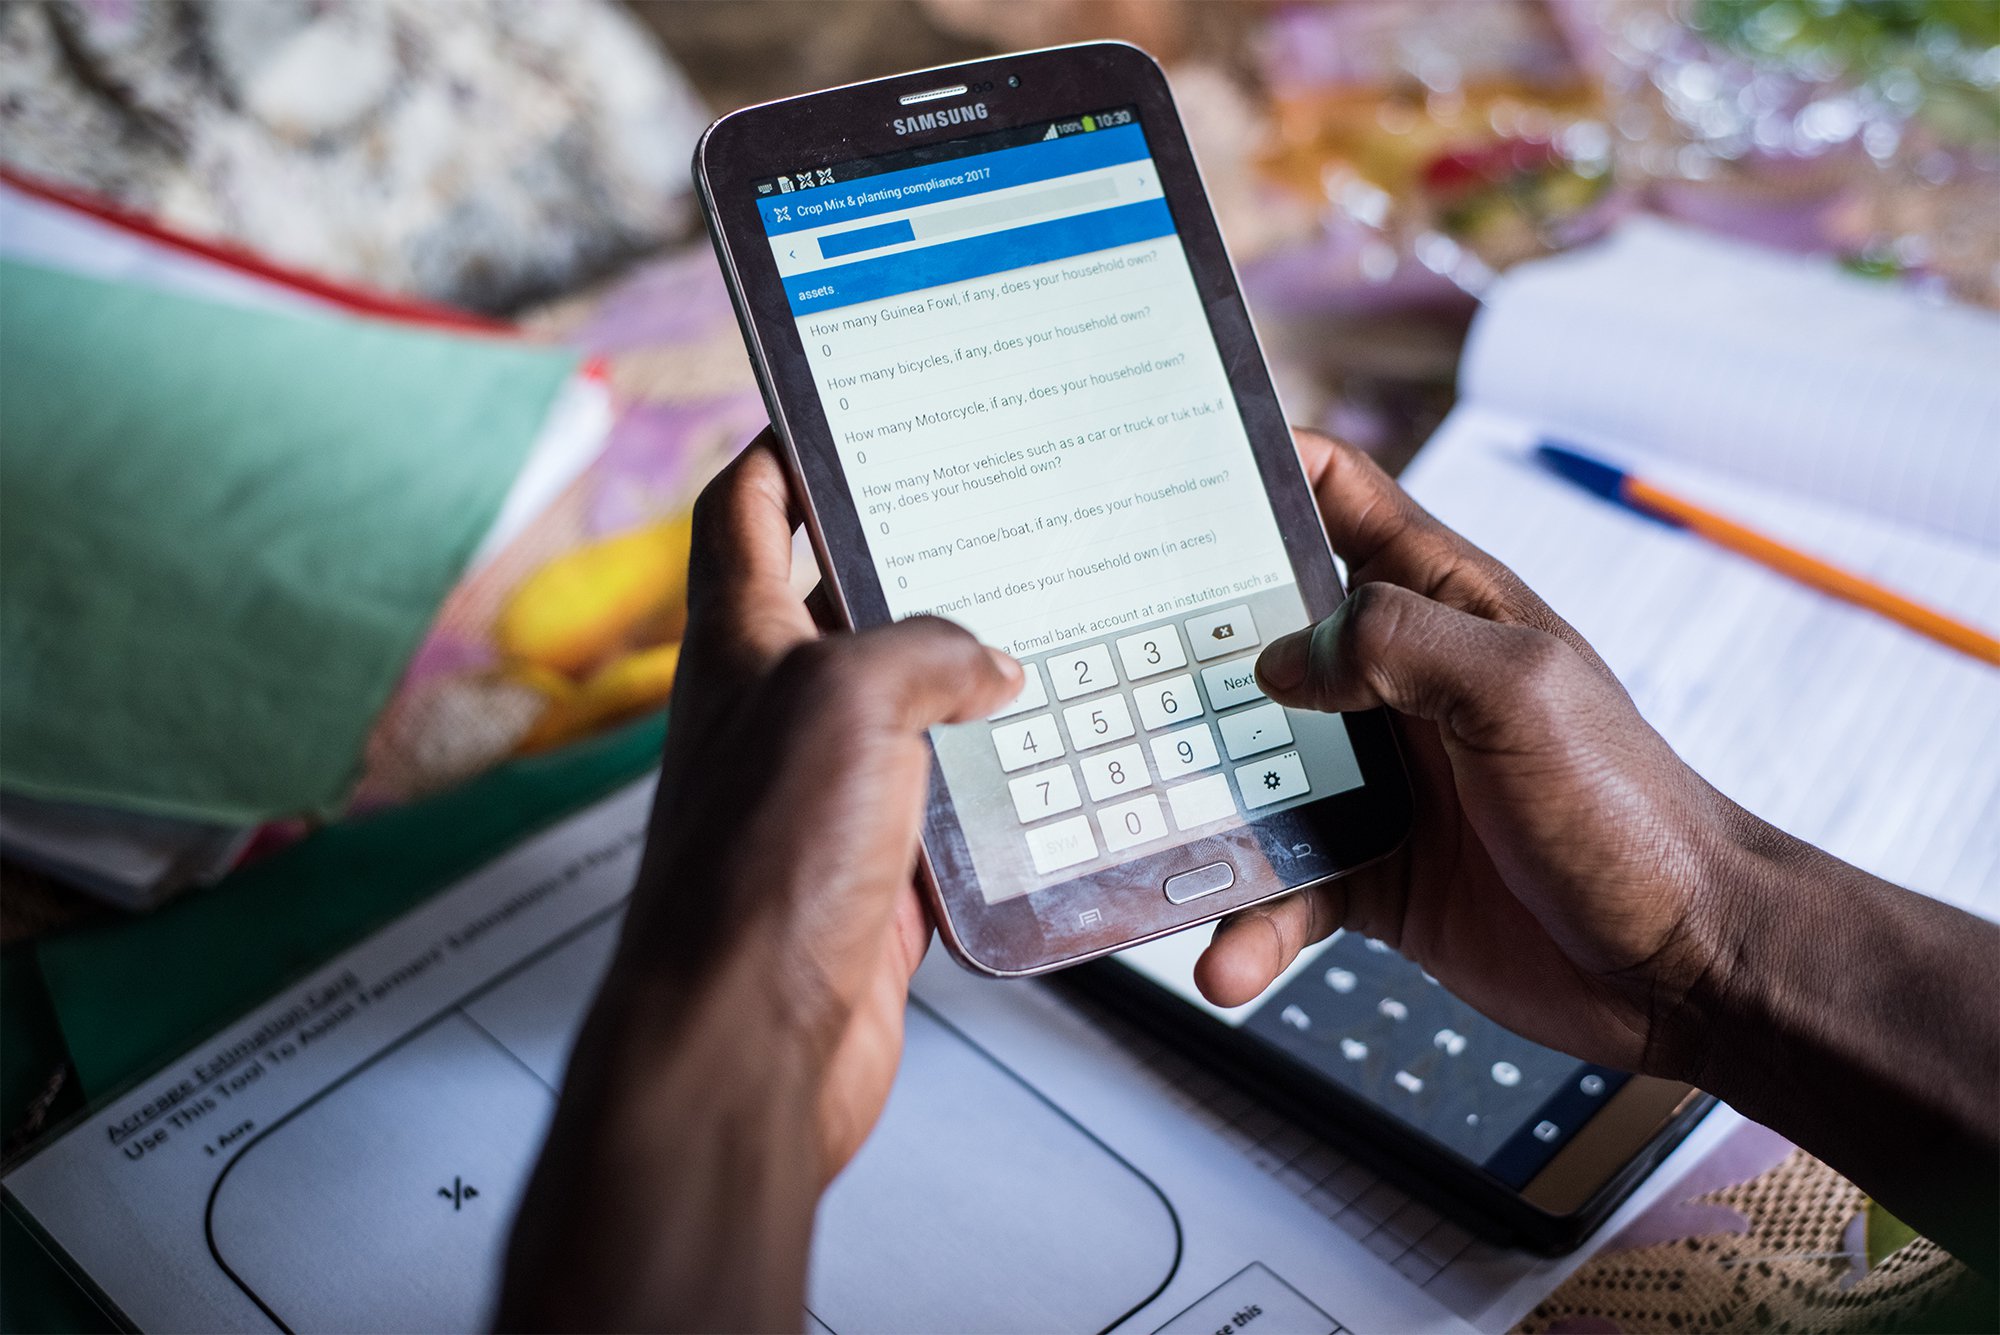 SAMSUNG
100% 10:30
Crop Mix & planting compliance 2017
assets
How many Guinea Fowl, if any, does your household own?
0
How many bicycles, if any, does your household own?
0
How many Motorcycle, if any, does your household own?
0
How many Motor vehicles such as a car or truck or tuk tuk, if
any, does your household own?
0
How many Canoe/boat, if any, does your household own?
0
How much land does your household own (in acres)
a formal bank account at an instituiton such as
2 3
4 5 6 Next
7 8 9 .-
SYM 0
Acreage Estimation Card
Use This Tool To Assist Farmers' Estimations of
1 Acre
1/4
se this